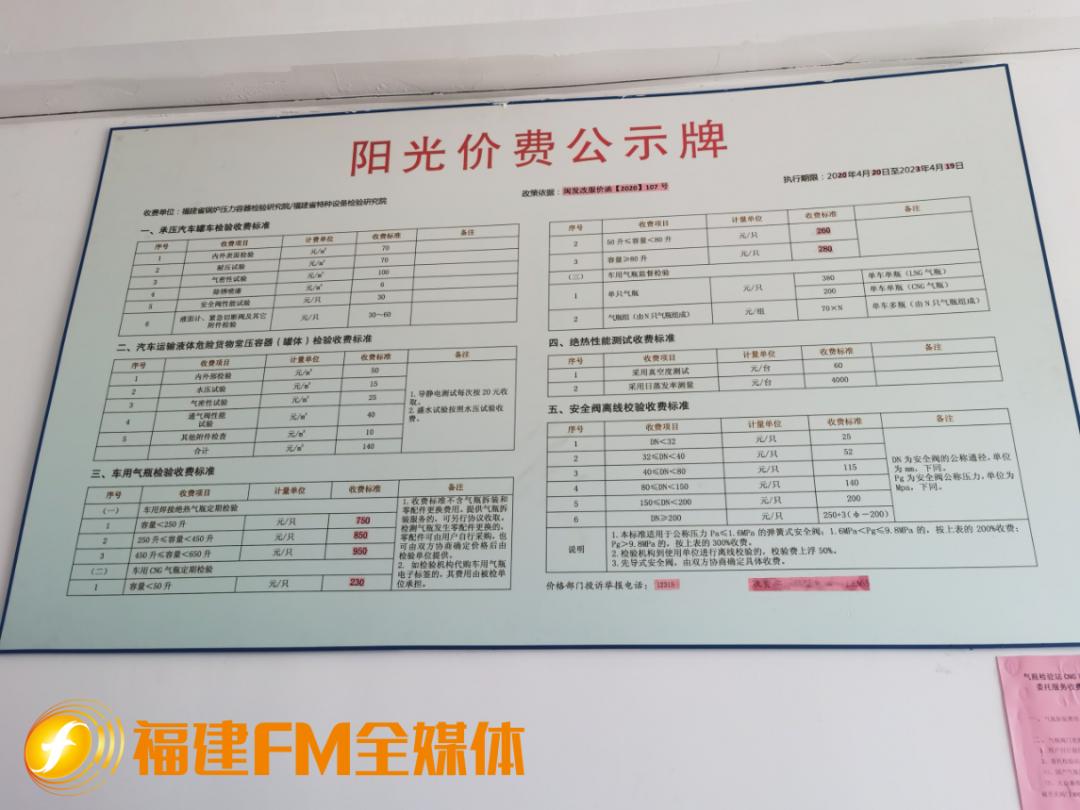 阳光价费公示牌
收费单位：福建省锅炉压力容器检验研究院/福建省特种设备检验研究院
政策依据：闽发改服价函【2020】107号
执行期限：2020年4月20日至2023年4月19日
一、承压汽车罐车检验收费标准
序号 收费项目 计费单位 收费标准 备注
1 内外表面检验 元/m³ 70
2 耐压试验 元/m³ 70
3 气密性试验 元/m³ 100
4 除锈喷漆 元/m² 6
5 安全阀性能试验 元/只 30
6 液面计、紧急切断阀及其它附件检验 元/只 30~60
二、汽车运输液体危险货物常压容器（罐体）检验收费标准
序号 收费项目 计量单位 收费标准 备注
1 内外部检验 元/m³ 50
2 水压试验 元/m³ 15
3 气密性试验 元/m³ 25
4 通气阀性能试验 元/m³ 40
5 其他附件检查 元/m³ 10
合计 元/m³ 140
1.导静电测试每次按20元收取。
2.盛水试验按照水压试验收费。
三、车用气瓶检验收费标准
序号 收费项目 计量单位 收费标准 备注
（一） 车用焊接绝热气瓶定期检验
1 容量<250升 元/只 750
2 250升≤容量<450升 元/只 850
3 450升≤容量<650升 元/只 950
（二） 车用CNG气瓶定期检验
1 容量<50升 元/只 230
1.收费标准不含气瓶拆装和零配件更换费用。提供气瓶拆装服务的，可另行协议收取。检测气瓶发生零配件更换的，零配件可由用户自行采购，也可由双方协商确定价格后由检验单位提供。
2.如检验机构代购车用气瓶电子标签的，其费用由被检单位承担。
序号 收费项目 计量单位 收费标准 备注
2 50升≤容量<80升 元/只 260
3 容量≥80升 元/只 280
（三） 车用气瓶监督检验
1 单只气瓶 元/只 380 单车单瓶（LNG气瓶）
200 单车单瓶（CNG气瓶）
2 气瓶组（由N只气瓶组成） 元/组 70×N 单车多瓶（由N只气瓶组成）
四、绝热性能测试收费标准
序号 收费项目 计量单位 收费标准 备注
1 采用真空度测试 元/台 60
2 采用日蒸发率测量 元/台 4000
五、安全阀离线校验收费标准
序号 收费项目 计量单位 收费标准 备注
1 DN<32 元/只 25
2 32≤DN<40 元/只 52
3 40≤DN<80 元/只 115
4 80≤DN<150 元/只 140
5 150≤DN<200 元/只 200
6 DN≥200 元/只 250+3(Φ-200)
DN为安全阀的公称通径，单位为mm，下同。
Pg为安全阀公称压力，单位为Mpa，下同。
说明
1.本标准适用于公称压力Pa≤1.6MPa的弹簧式安全阀；1.6MPa<Pg≤9.8MPa的，按上表的200%收费；Pg>9.8MPa的，按上表的300%收费。
2.检验机构到使用单位进行离线校验的，校验费上浮50%。
3.先导式安全阀，由双方协商确定具体收费。
价格部门投诉举报电话：12315
气瓶检验站CNG
委托服务收费
福建FM全媒体